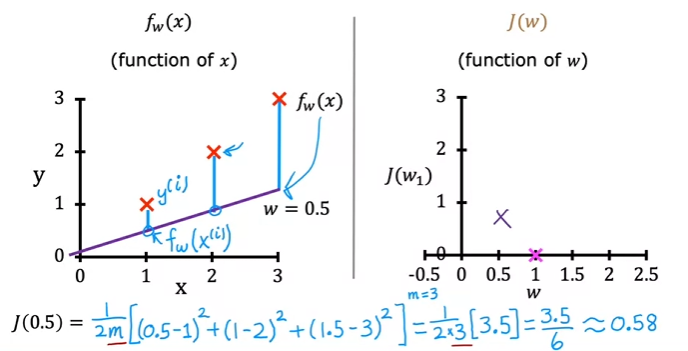 f_w(x)
(function of x)
3
2
1
0
y
0 1 2 3
x
f_w(x)
y^(i)
w = 0.5
f_w(x^(i))
J(w)
(function of w)
3
2
1
0
J(w₁)
-0.5 0 0.5 1 1.5 2 2.5
w
m=3
J(0.5) = 1/2m [(0.5-1)² + (1-2)² + (1.5-3)²] = 1/2×3 [3.5] = 3.5/6 ≈ 0.58